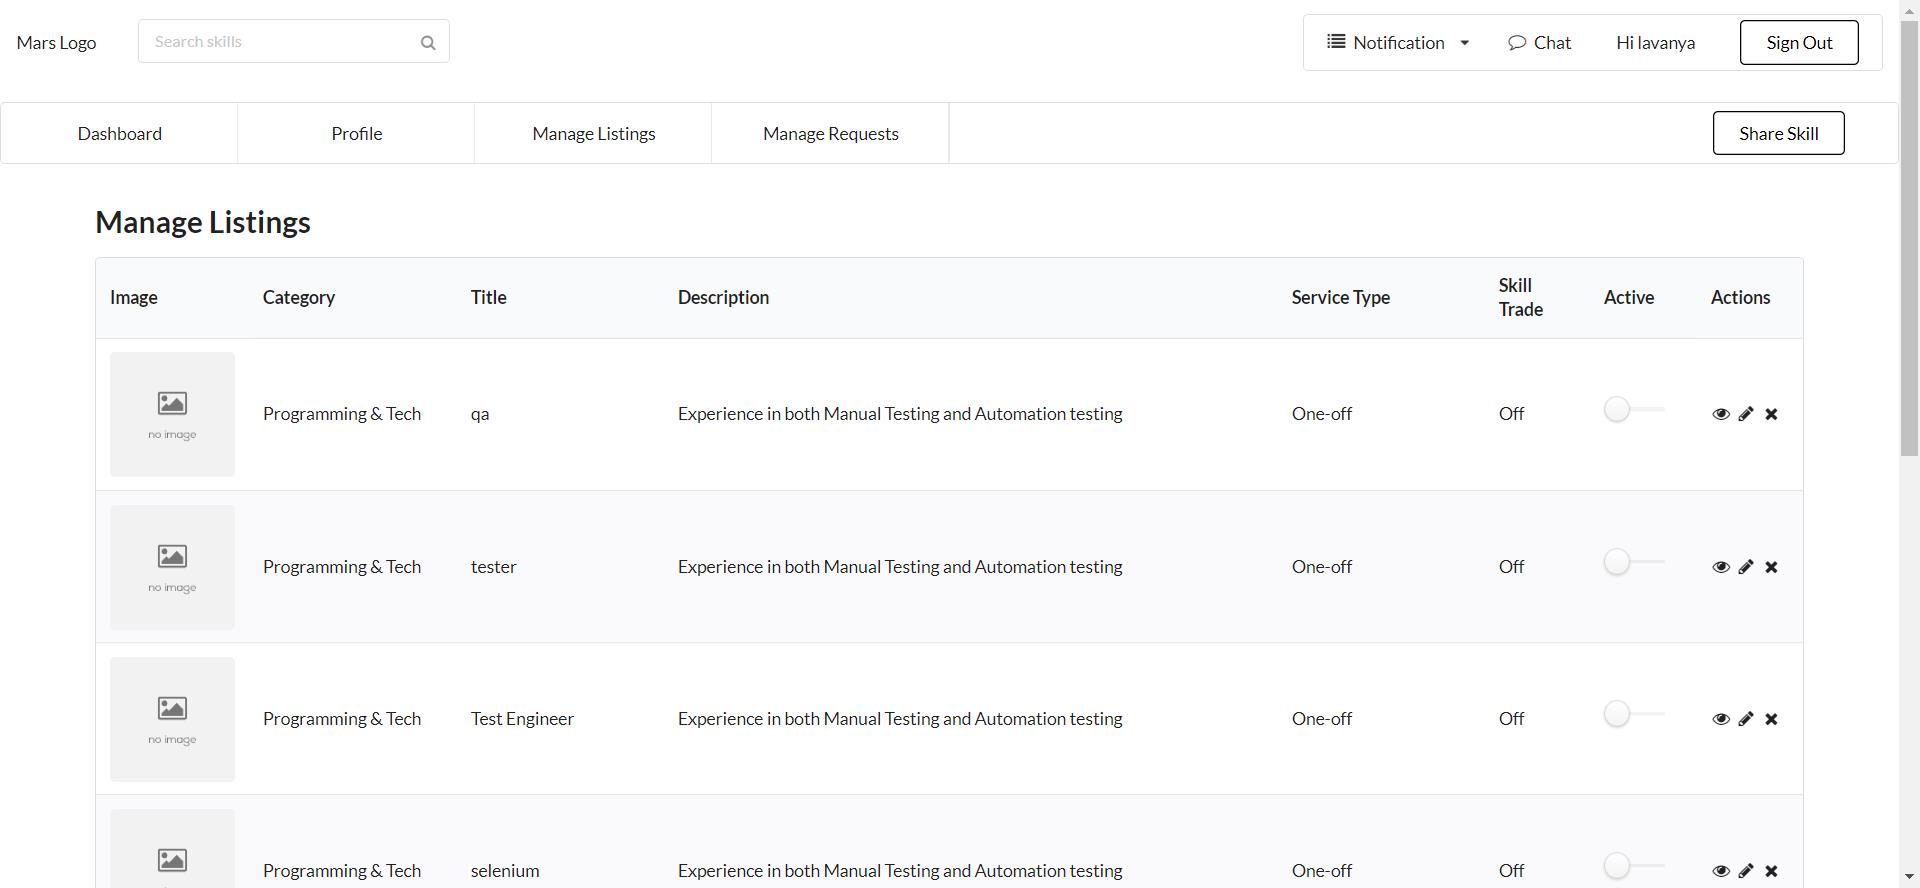 Mars Logo
Search skills
Notification
Chat
Hi lavanya
Sign Out
Dashboard
Profile
Manage Listings
Manage Requests
Share Skill
Manage Listings
Image Category Title Description Service Type Skill Trade Active Actions
no image
Programming & Tech qa Experience in both Manual Testing and Automation testing One-off Off
no image
Programming & Tech tester Experience in both Manual Testing and Automation testing One-off Off
no image
Programming & Tech Test Engineer Experience in both Manual Testing and Automation testing One-off Off
Programming & Tech selenium Experience in both Manual Testing and Automation testing One-off Off